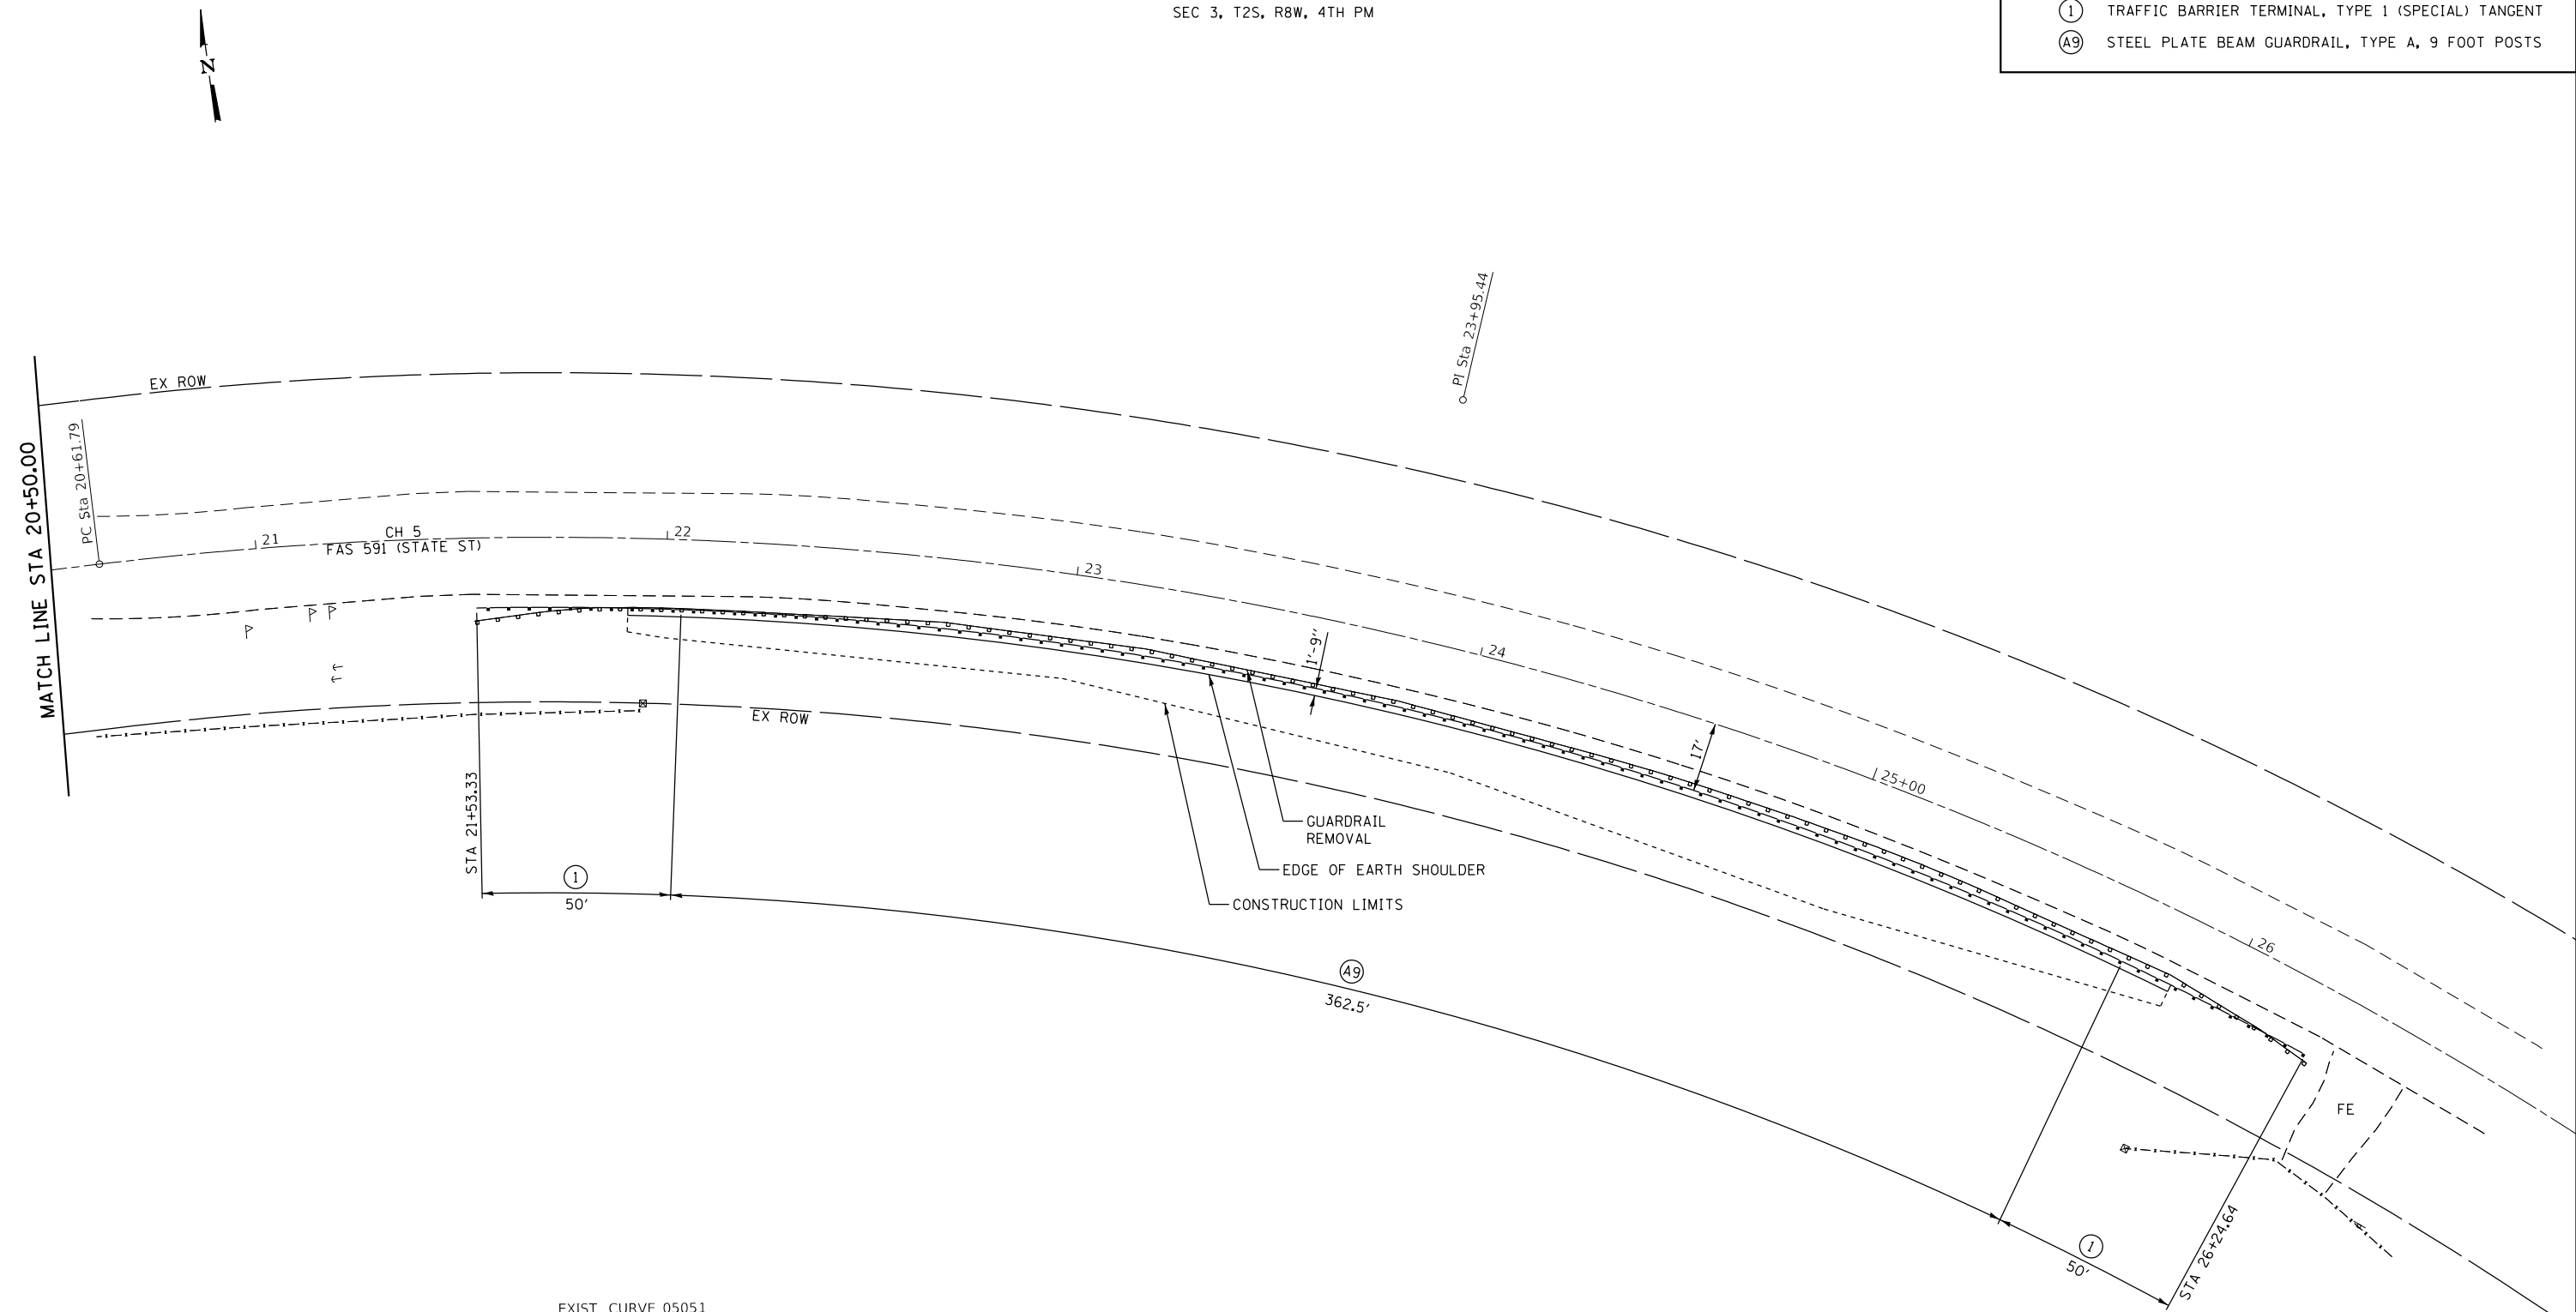 SEC 3, T2S, R8W, 4TH PM
1 TRAFFIC BARRIER TERMINAL, TYPE 1 (SPECIAL) TANGENT
A9 STEEL PLATE BEAM GUARDRAIL, TYPE A, 9 FOOT POSTS
N
PI Sta 23+95.44
EX ROW
MATCH LINE STA 20+50.00
PC Sta 20+61.79
21
CH 5
FAS 591 (STATE ST)
22
23
24
25+00
26
1'-9"
17'
EX ROW
STA 21+53.33
GUARDRAIL
REMOVAL
EDGE OF EARTH SHOULDER
CONSTRUCTION LIMITS
1
50'
A9
362.5'
FE
1
50'
STA 26+24.64
EXIST. CURVE 05051